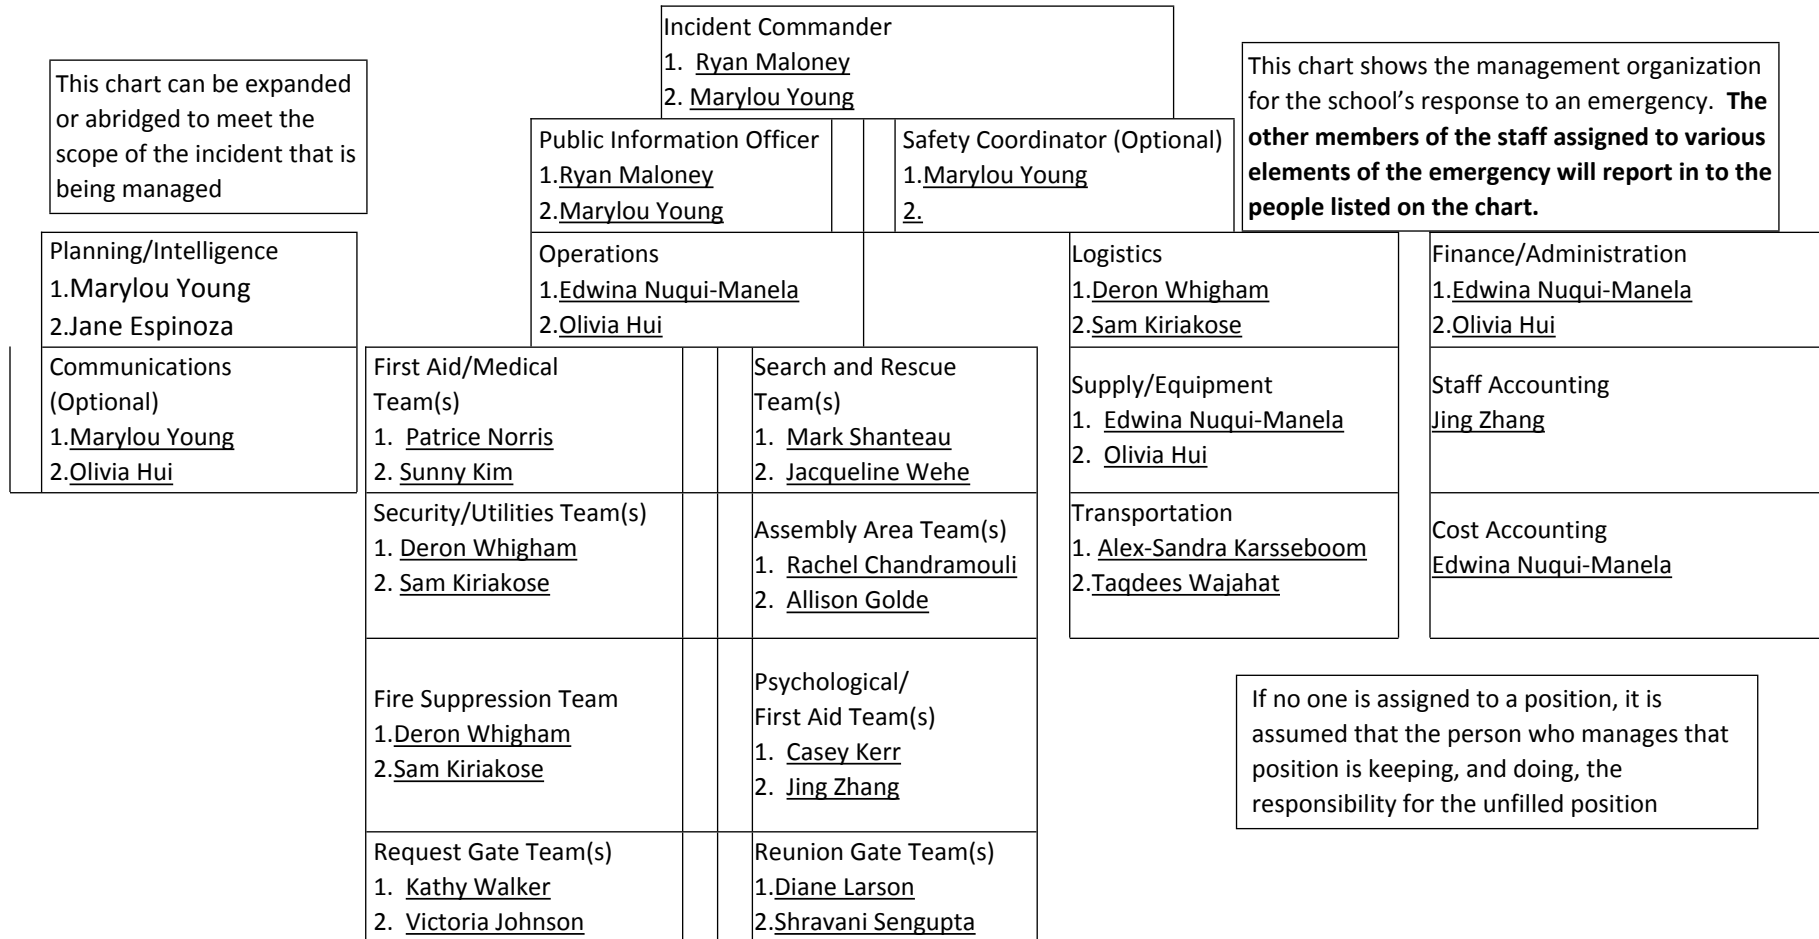 Incident Commander
1. Ryan Maloney
2. Marylou Young
This chart can be expanded
or abridged to meet the
scope of the incident that is
being managed
Public Information Officer
1.Ryan Maloney
2.Marylou Young
Safety Coordinator (Optional)
1.Marylou Young
2.
This chart shows the management organization
for the school’s response to an emergency. The
other members of the staff assigned to various
elements of the emergency will report in to the
people listed on the chart.
Planning/Intelligence
1.Marylou Young
2.Jane Espinoza
Operations
1.Edwina Nuqui-Manela
2.Olivia Hui
Logistics
1.Deron Whigham
2.Sam Kiriakose
Finance/Administration
1.Edwina Nuqui-Manela
2.Olivia Hui
Communications
(Optional)
1.Marylou Young
2.Olivia Hui
First Aid/Medical
Team(s)
1. Patrice Norris
2. Sunny Kim
Search and Rescue
Team(s)
1. Mark Shanteau
2. Jacqueline Wehe
Supply/Equipment
1. Edwina Nuqui-Manela
2. Olivia Hui
Staff Accounting
Jing Zhang
Security/Utilities Team(s)
1. Deron Whigham
2. Sam Kiriakose
Assembly Area Team(s)
1. Rachel Chandramouli
2. Allison Golde
Transportation
1. Alex-Sandra Karsseboom
2.Taqdees Wajahat
Cost Accounting
Edwina Nuqui-Manela
Fire Suppression Team
1.Deron Whigham
2.Sam Kiriakose
Psychological/
First Aid Team(s)
1. Casey Kerr
2. Jing Zhang
If no one is assigned to a position, it is
assumed that the person who manages that
position is keeping, and doing, the
responsibility for the unfilled position
Request Gate Team(s)
1. Kathy Walker
2. Victoria Johnson
Reunion Gate Team(s)
1.Diane Larson
2.Shravani Sengupta